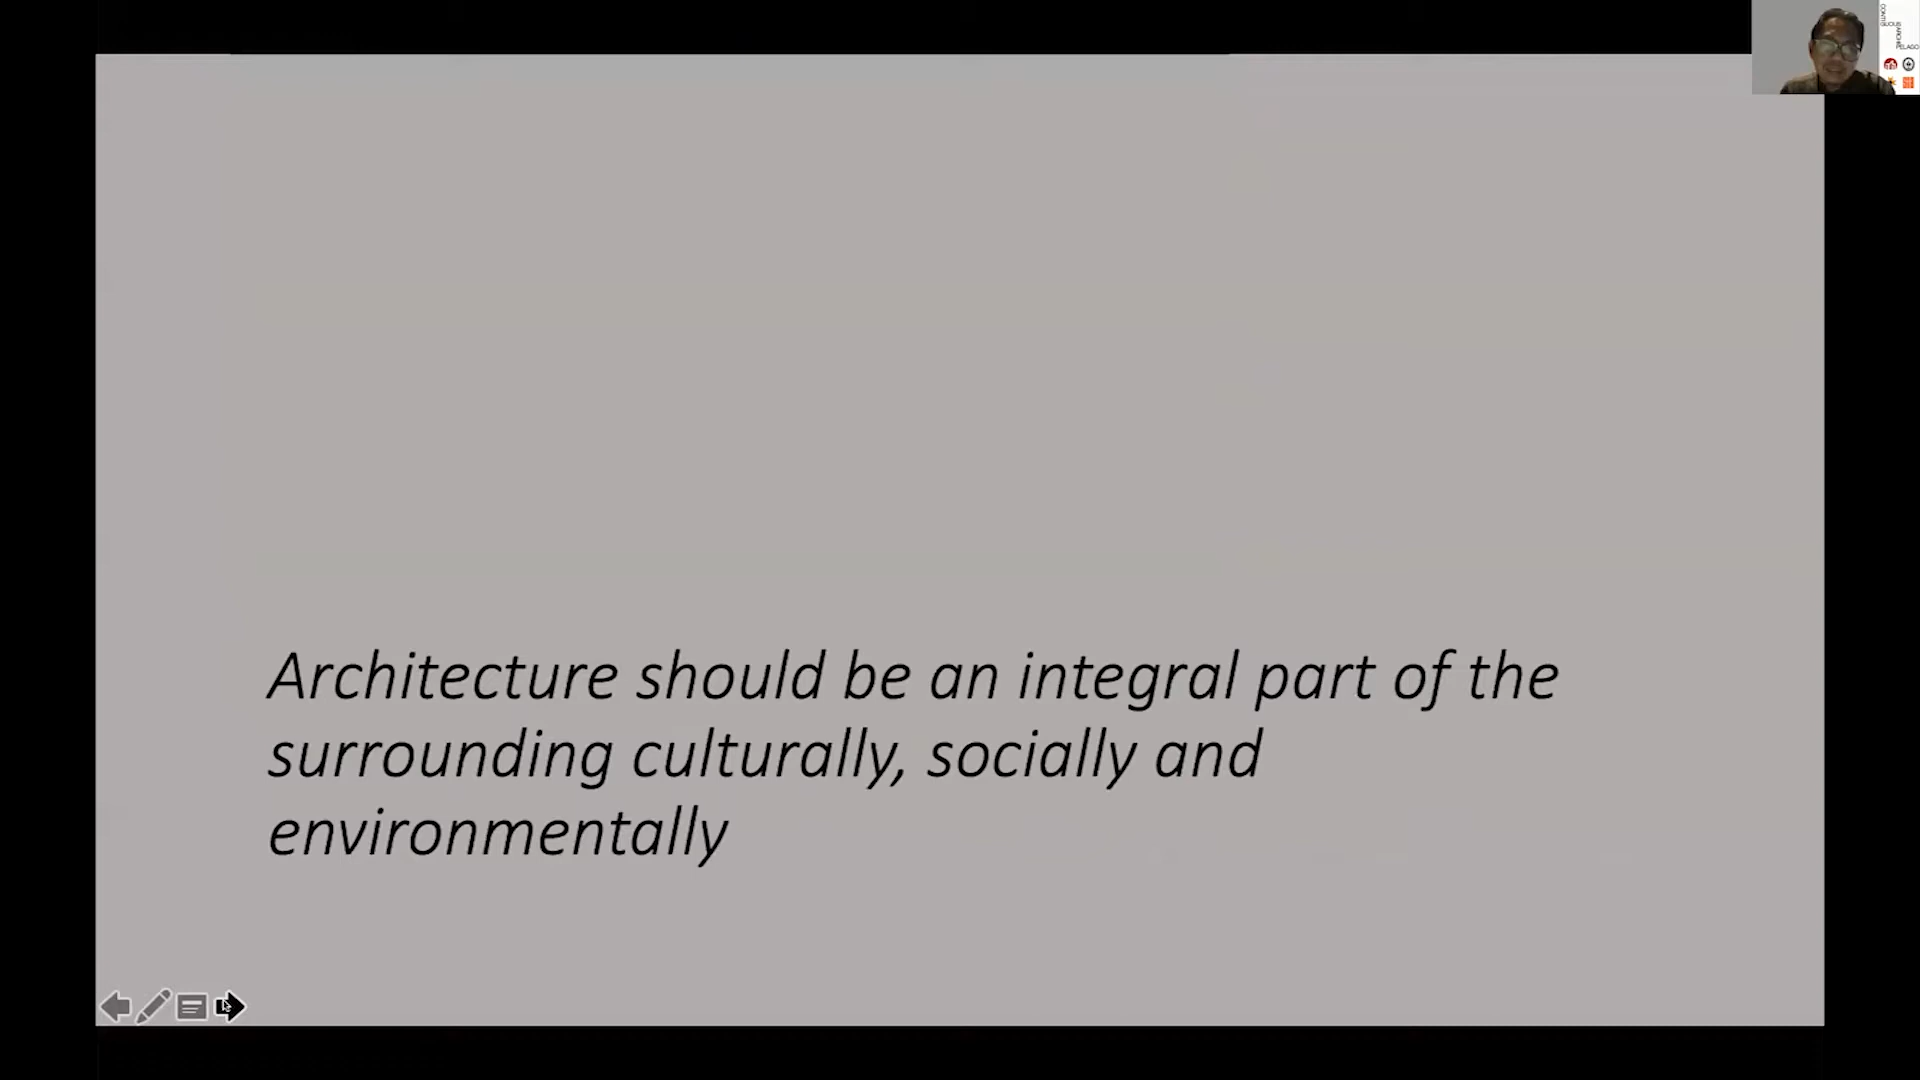 Architecture should be an integral part of the
surrounding culturally, socially and
environmentally